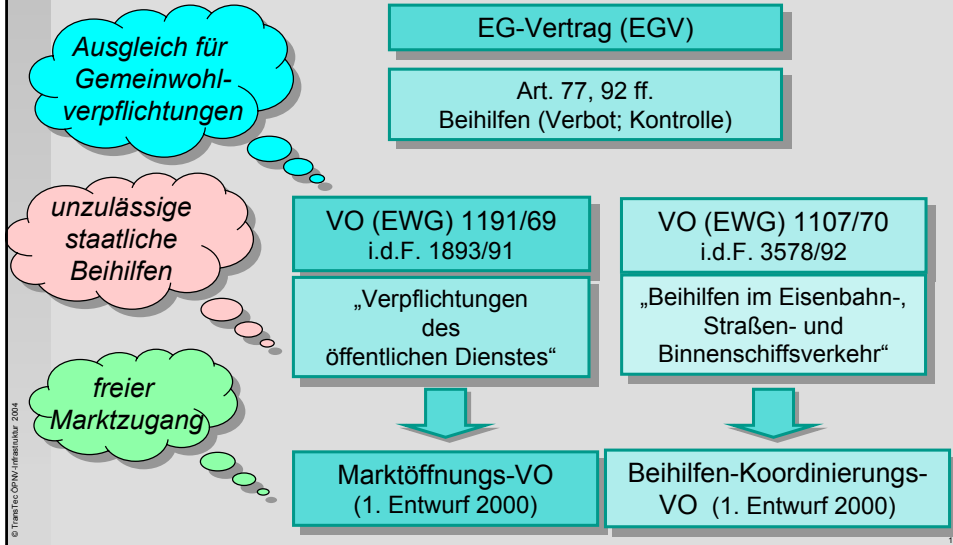 Ausgleich für
Gemeinwohl-
verpflichtungen
EG-Vertrag (EGV)
Art. 77, 92 ff.
Beihilfen (Verbot; Kontrolle)
unzulässige
staatliche
Beihilfen
VO (EWG) 1191/69
i.d.F. 1893/91
„Verpflichtungen
des
öffentlichen Dienstes“
VO (EWG) 1107/70
i.d.F. 3578/92
„Beihilfen im Eisenbahn-,
Straßen- und
Binnenschiffsverkehr“
freier
Marktzugang
Marktöffnungs-VO
(1. Entwurf 2000)
Beihilfen-Koordinierungs-
VO (1. Entwurf 2000)
© TransTec ÖPNV-Infrastruktur 2004
1